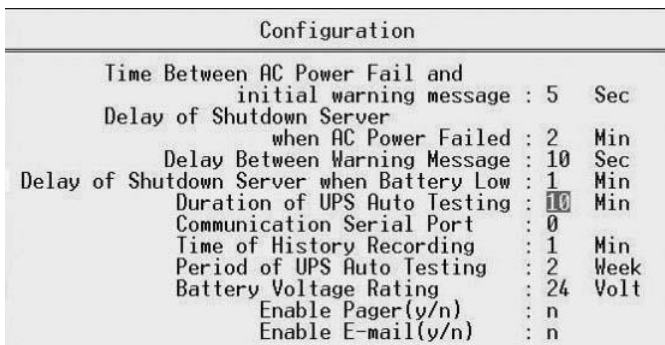 Configuration
Time Between AC Power Fail and
initial warning message : 5 Sec
Delay of Shutdown Server
when AC Power Failed : 2 Min
Delay Between Warning Message : 10 Sec
Delay of Shutdown Server when Battery Low : 1 Min
Duration of UPS Auto Testing : 10 Min
Communication Serial Port : 0
Time of History Recording : 1 Min
Period of UPS Auto Testing : 2 Week
Battery Voltage Rating : 24 Volt
Enable Pager(y/n) : n
Enable E-mail(y/n) : n